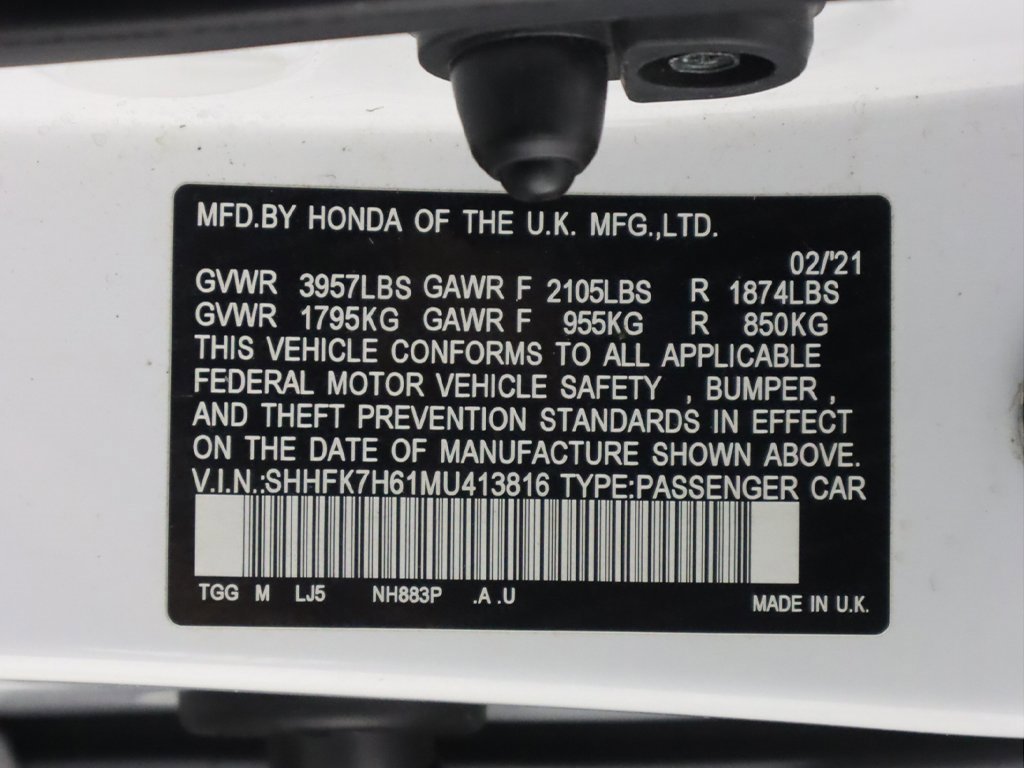 MFD.BY HONDA OF THE U.K. MFG.,LTD.
02/'21
GVWR 3957LBS GAWR F 2105LBS R 1874LBS
GVWR 1795KG GAWR F 955KG R 850KG
THIS VEHICLE CONFORMS TO ALL APPLICABLE
FEDERAL MOTOR VEHICLE SAFETY , BUMPER ,
AND THEFT PREVENTION STANDARDS IN EFFECT
ON THE DATE OF MANUFACTURE SHOWN ABOVE.
V.I.N.:SHHFK7H61MU413816 TYPE:PASSENGER CAR
TGG M LJ5 NH883P .A .U
MADE IN U.K.